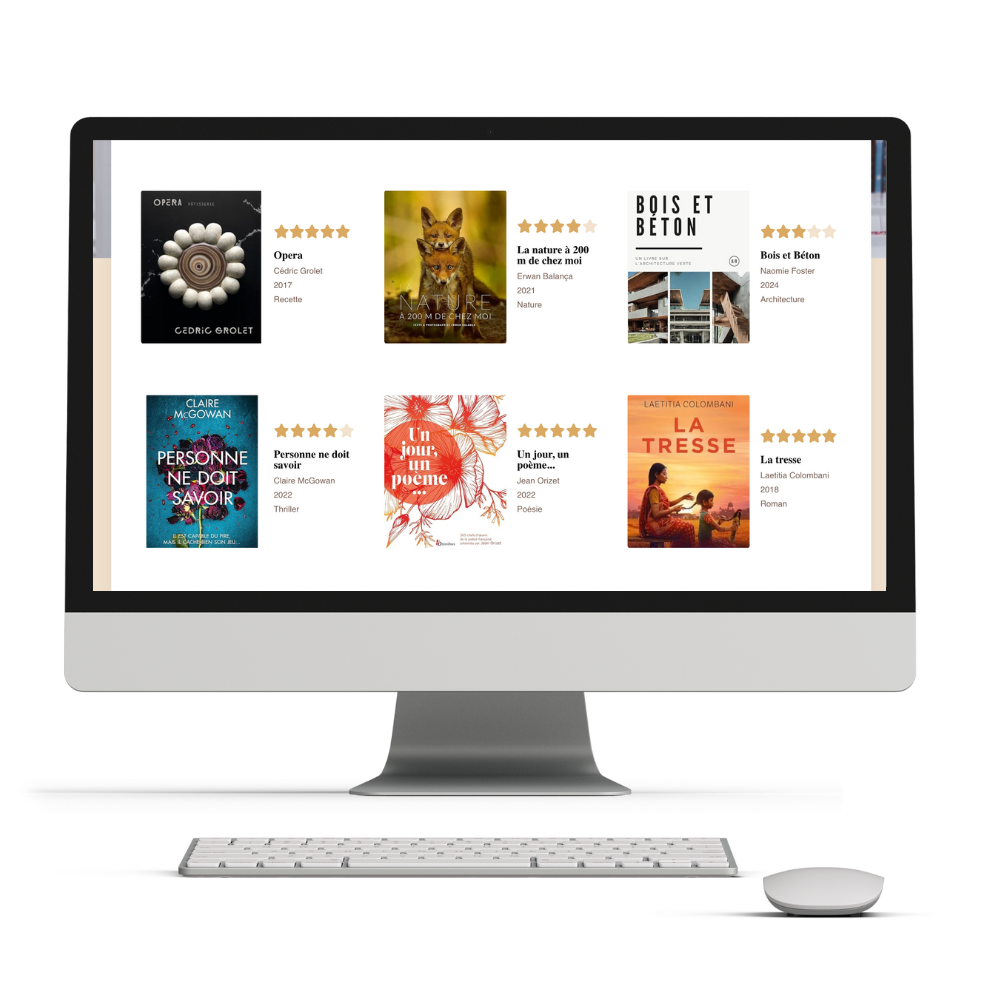 OPERA PÂTISSERIES
CÉDRIC GROLET
Opera
Cédric Grolet
2017
Recette
NATURE
À 200 M DE CHEZ MOI
La nature à 200
m de chez moi
Erwan Balança
2021
Nature
BOIS ET
BÉTON
UN LIVRE SUR
L'ARCHITECTURE VERTE
Bois et Béton
Naomie Foster
2024
Architecture
CLAIRE
McGOWAN
PERSONNE
NE DOIT
SAVOIR
IL EST CAPABLE DU PIRE,
MAIS IL CACHE BIEN SON JEU...
Personne ne doit
savoir
Claire McGowan
2022
Thriller
Un
jour,
un
poème
...
Un jour, un
poème...
Jean Orizet
2022
Poésie
LAETITIA COLOMBANI
LA
TRESSE
La tresse
Laetitia Colombani
2018
Roman